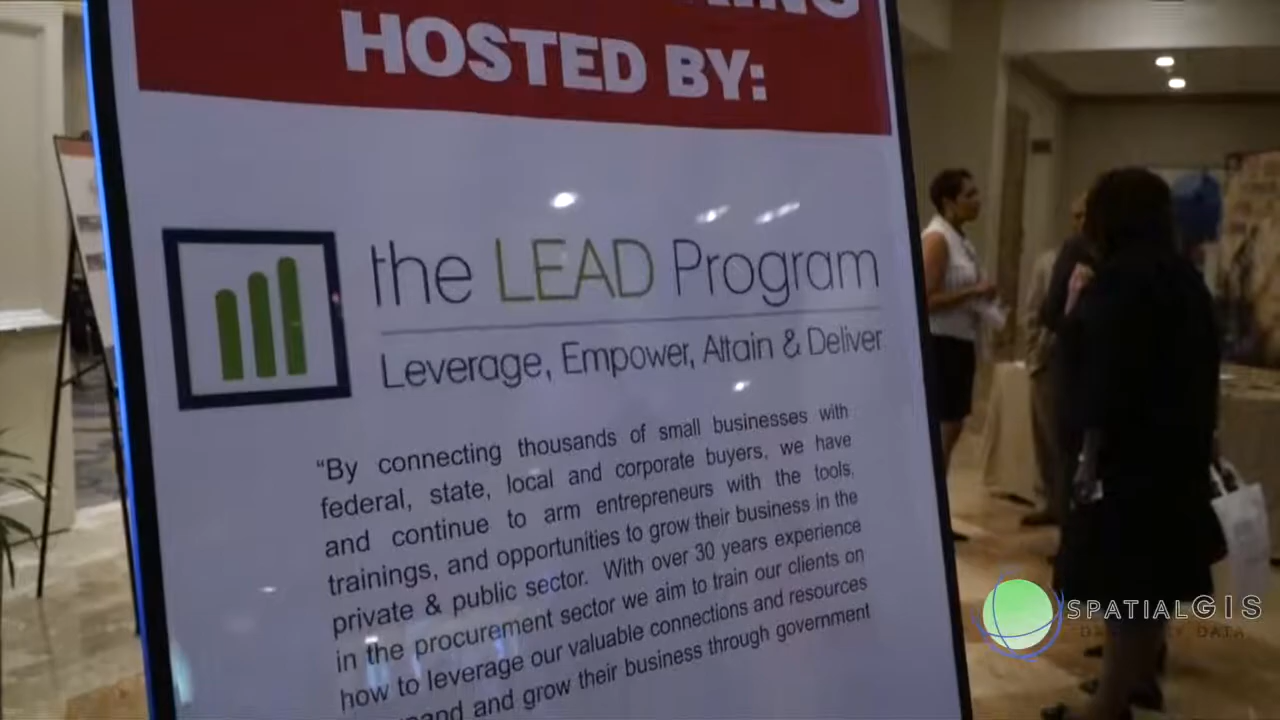 HOSTED BY:
the LEAD Program
Leverage, Empower, Attain & Deliver
“By connecting thousands of small businesses with
federal, state, local and corporate buyers, we have
and continue to arm entrepreneurs with the tools,
trainings, and opportunities to grow their business in the
private & public sector. With over 30 years experience
in the procurement sector we aim to train our clients on
how to leverage our valuable connections and resources
and grow their business through government
SPATIALGIS
DATA